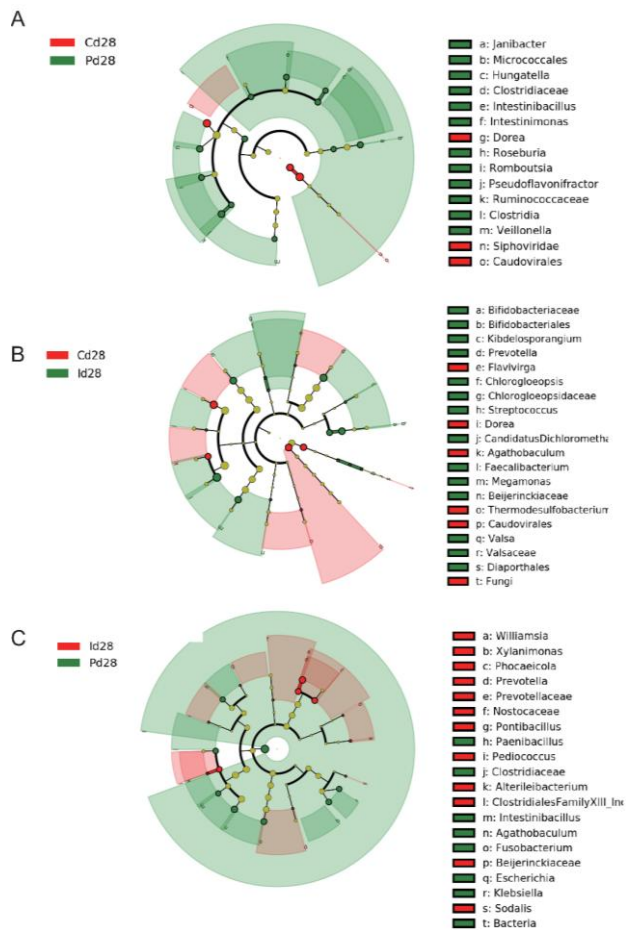 A
Cd28
Pd28
a: Janibacter
b: Micrococcales
c: Hungatella
d: Clostridiaceae
e: Intestinibacillus
f: Intestinimonas
g: Dorea
h: Roseburia
i: Romboutsia
j: Pseudoflavonifractor
k: Ruminococcaceae
l: Clostridia
m: Veillonella
n: Siphoviridae
o: Caudovirales
B
Cd28
Id28
a: Bifidobacteriaceae
b: Bifidobacteriales
c: Kibdelosporangium
d: Prevotella
e: Flavivirga
f: Chlorogloeopsis
g: Chlorogloeopsidaceae
h: Streptococcus
i: Dorea
j: CandidatusDichlorometha
k: Agathobaculum
l: Faecalibacterium
m: Megamonas
n: Beijerinckiaceae
o: Thermodesulfobacterium
p: Caudovirales
q: Valsa
r: Valsaceae
s: Diaporthales
t: Fungi
C
Id28
Pd28
a: Williamsia
b: Xylanimonas
c: Phocaeicola
d: Prevotella
e: Prevotellaceae
f: Nostocaceae
g: Pontibacillus
h: Paenibacillus
i: Pediococcus
j: Clostridiaceae
k: Alterileibacterium
l: ClostridialesFamilyXIII_Inc
m: Intestinibacillus
n: Agathobaculum
o: Fusobacterium
p: Beijerinckiaceae
q: Escherichia
r: Klebsiella
s: Sodalis
t: Bacteria